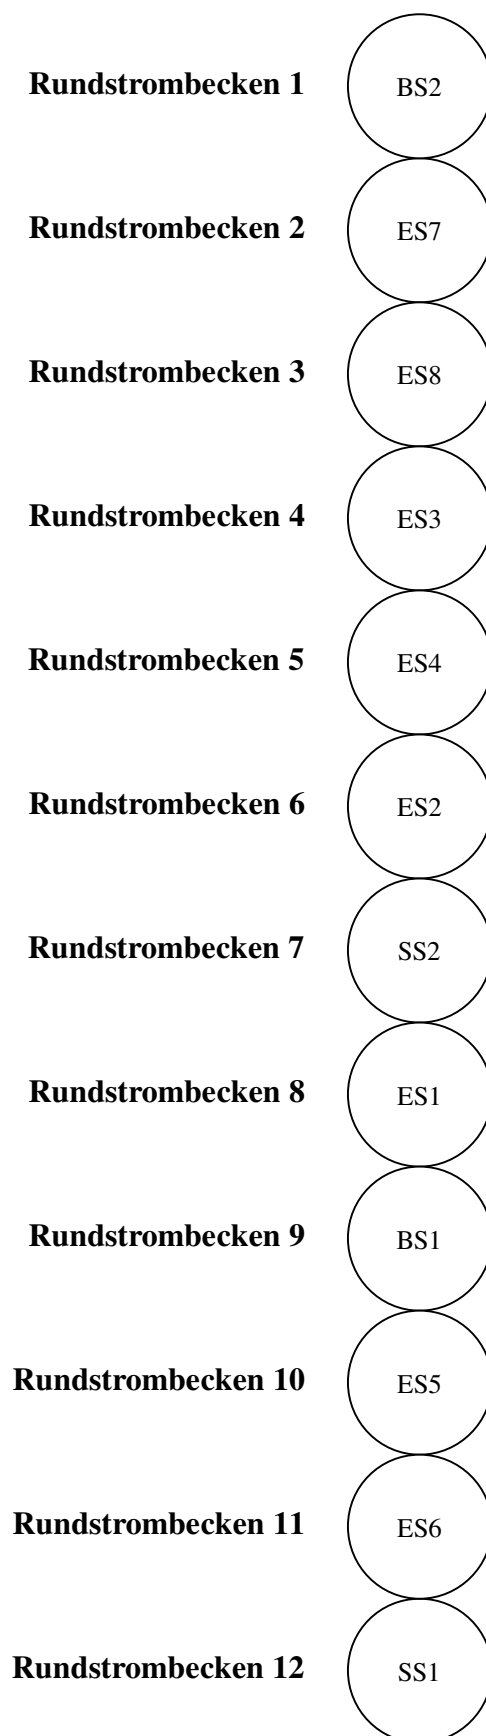 Rundstrombecken 1 BS2
Rundstrombecken 2 ES7
Rundstrombecken 3 ES8
Rundstrombecken 4 ES3
Rundstrombecken 5 ES4
Rundstrombecken 6 ES2
Rundstrombecken 7 SS2
Rundstrombecken 8 ES1
Rundstrombecken 9 BS1
Rundstrombecken 10 ES5
Rundstrombecken 11 ES6
Rundstrombecken 12 SS1